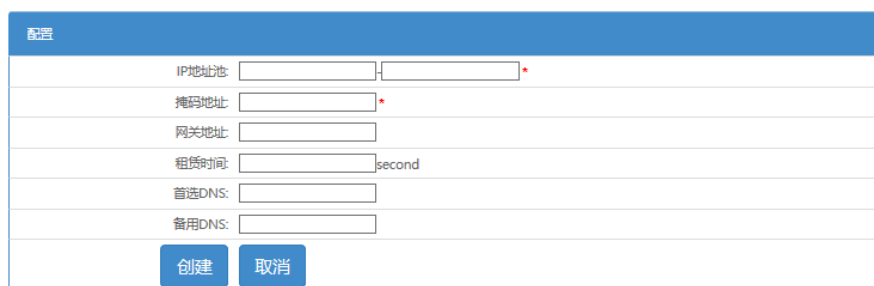 配置
IP地址池: - *
掩码地址: *
网关地址:
租赁时间: second
首选DNS:
备用DNS:
创建 取消